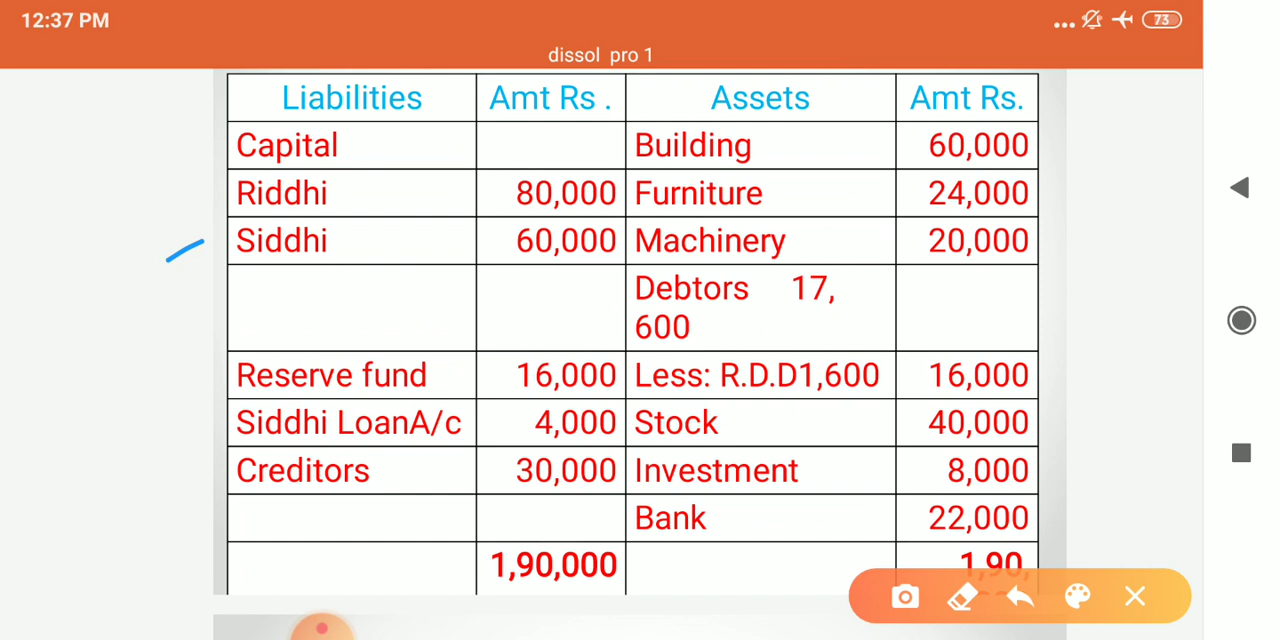 12:37 PM
73
dissol pro 1
Liabilities Amt Rs . Assets Amt Rs.
Capital Building 60,000
Riddhi 80,000 Furniture 24,000
Siddhi 60,000 Machinery 20,000
Debtors 17,
600
Reserve fund 16,000 Less: R.D.D1,600 16,000
Siddhi LoanA/c 4,000 Stock 40,000
Creditors 30,000 Investment 8,000
Bank 22,000
1,90,000 1,90,